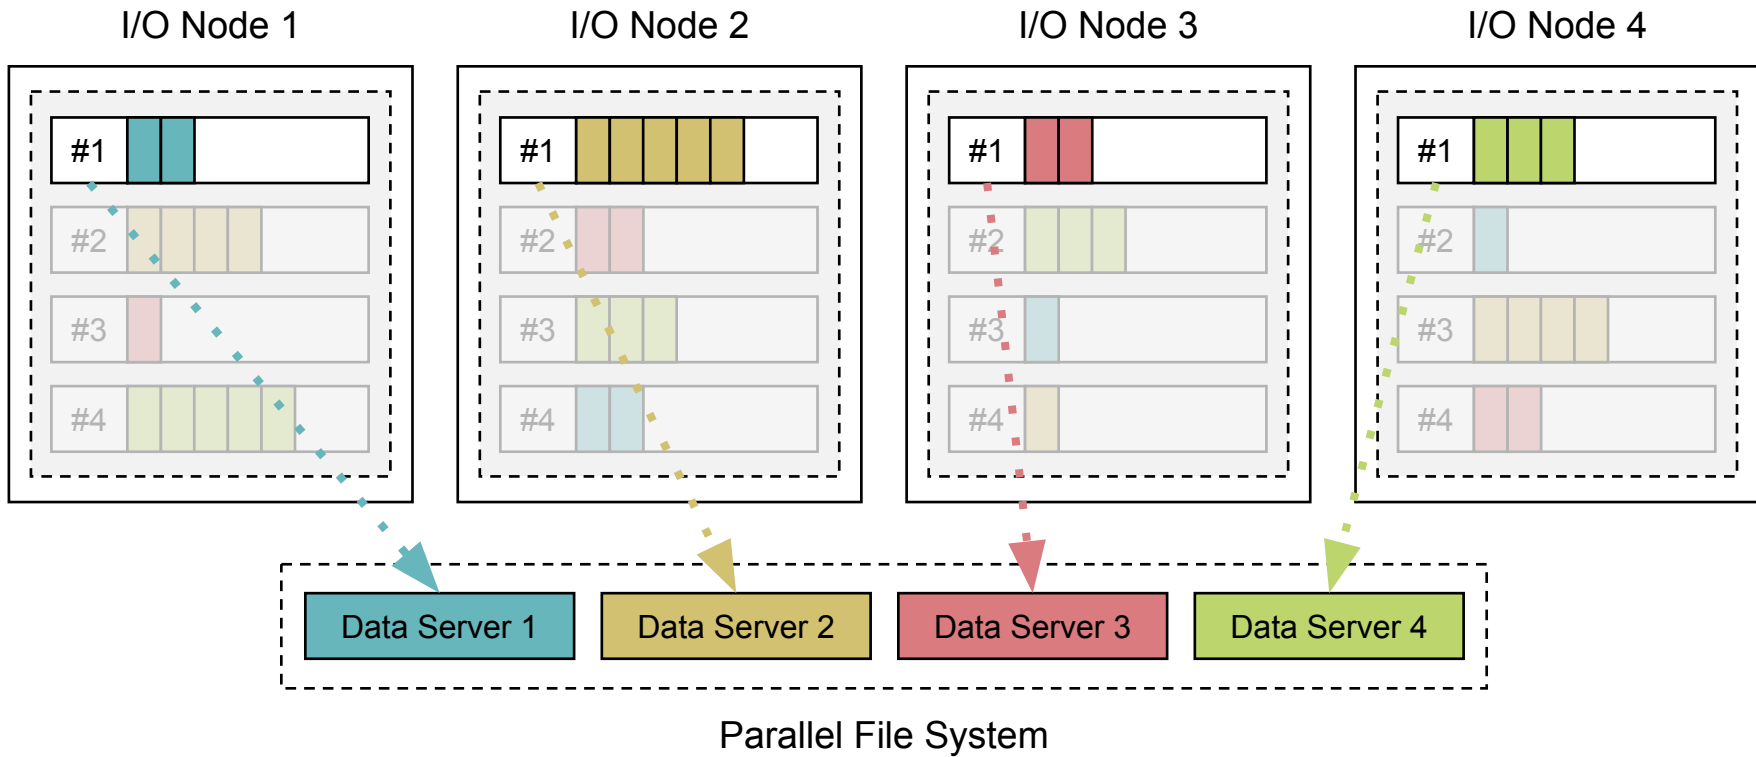 I/O Node 1
I/O Node 2
I/O Node 3
I/O Node 4
#1
#1
#1
#1
#2
#2
#2
#2
#3
#3
#3
#3
#4
#4
#4
#4
Data Server 1
Data Server 2
Data Server 3
Data Server 4
Parallel File System